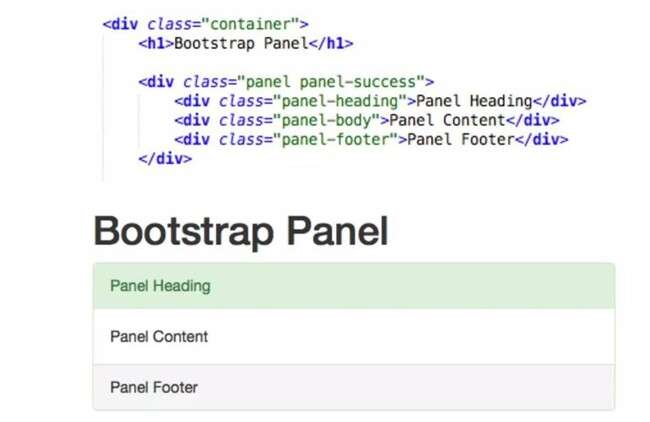 <div class="container">
<h1>Bootstrap Panel</h1>
<div class="panel panel-success">
<div class="panel-heading">Panel Heading</div>
<div class="panel-body">Panel Content</div>
<div class="panel-footer">Panel Footer</div>
</div>
Bootstrap Panel
Panel Heading
Panel Content
Panel Footer